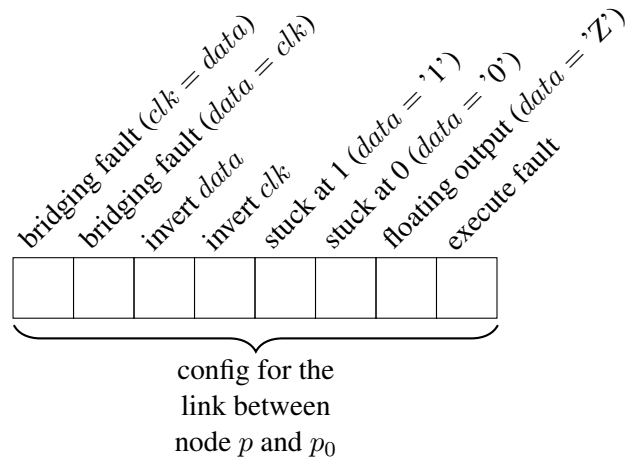 bridging fault (clk = data)
bridging fault (data = clk)
invert data
invert clk
stuck at 1 (data = '1')
stuck at 0 (data = '0')
floating output (data = 'Z')
execute fault
config for the
link between
node p and p₀